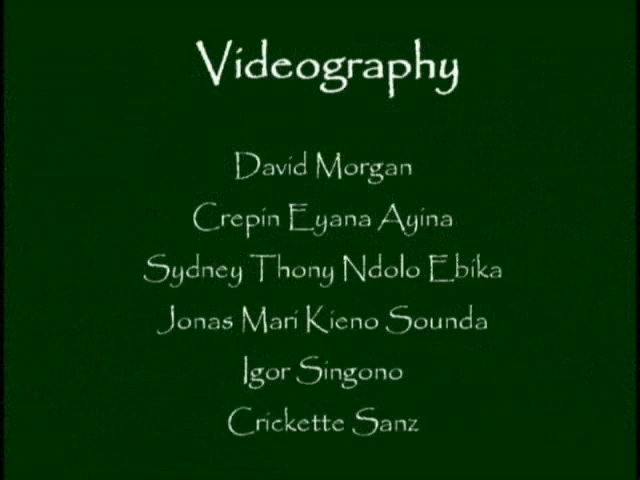 Videography
David Morgan
Crepin Eyana Ayina
Sydney Thony Ndolo Ebika
Jonas Mari Kieno Sounda
Igor Singono
Crickette Sanz